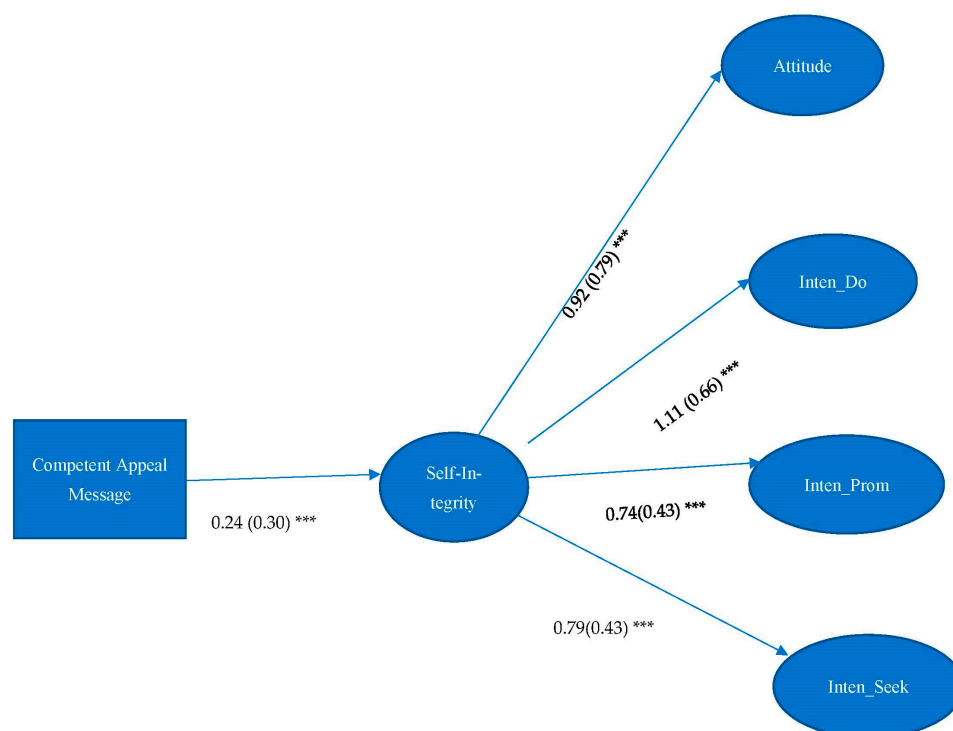 Attitude
0.92 (0.79) ***
Inten_Do
1.11 (0.66) ***
Competent Appeal
Message
0.24 (0.30) ***
Self-In-
tegrity
Inten_Prom
0.74(0.43) ***
0.79(0.43) ***
Inten_Seek